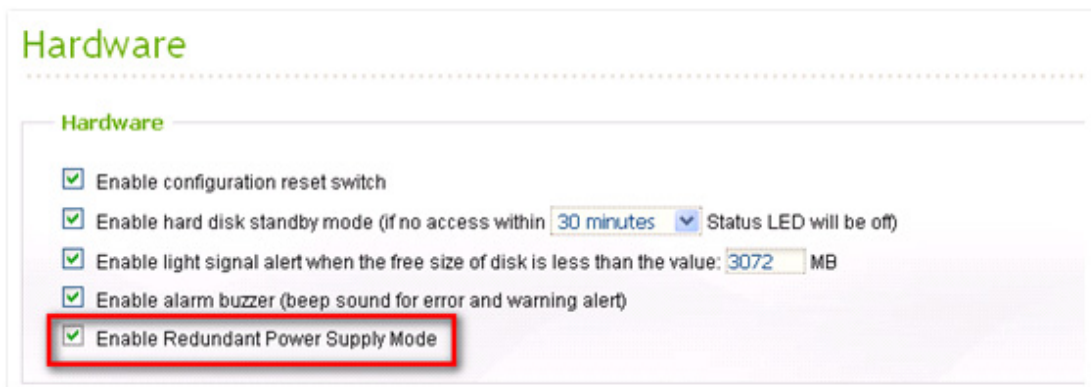 Hardware
Hardware
Enable configuration reset switch
Enable hard disk standby mode (if no access within 30 minutes Status LED will be off)
Enable light signal alert when the free size of disk is less than the value: 3072 MB
Enable alarm buzzer (beep sound for error and warning alert)
Enable Redundant Power Supply Mode